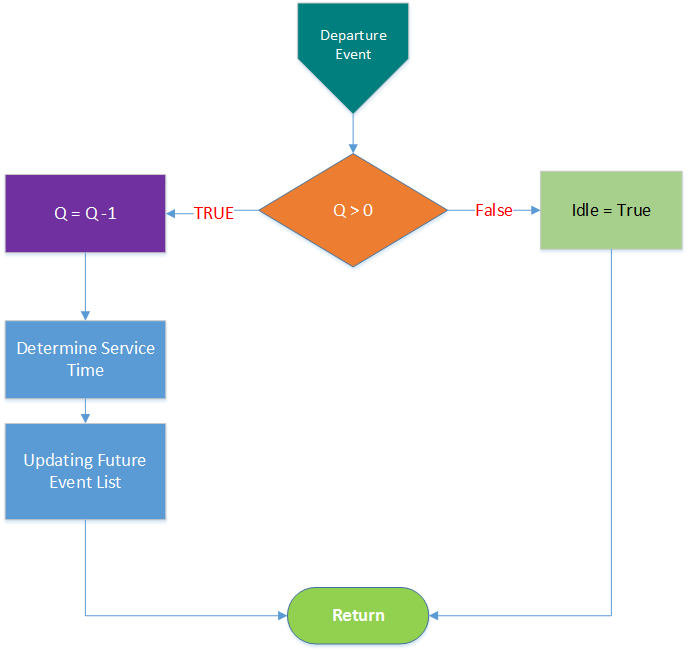 Departure
Event
Q > 0
TRUE
False
Q = Q -1
Idle = True
Determine Service
Time
Updating Future
Event List
Return